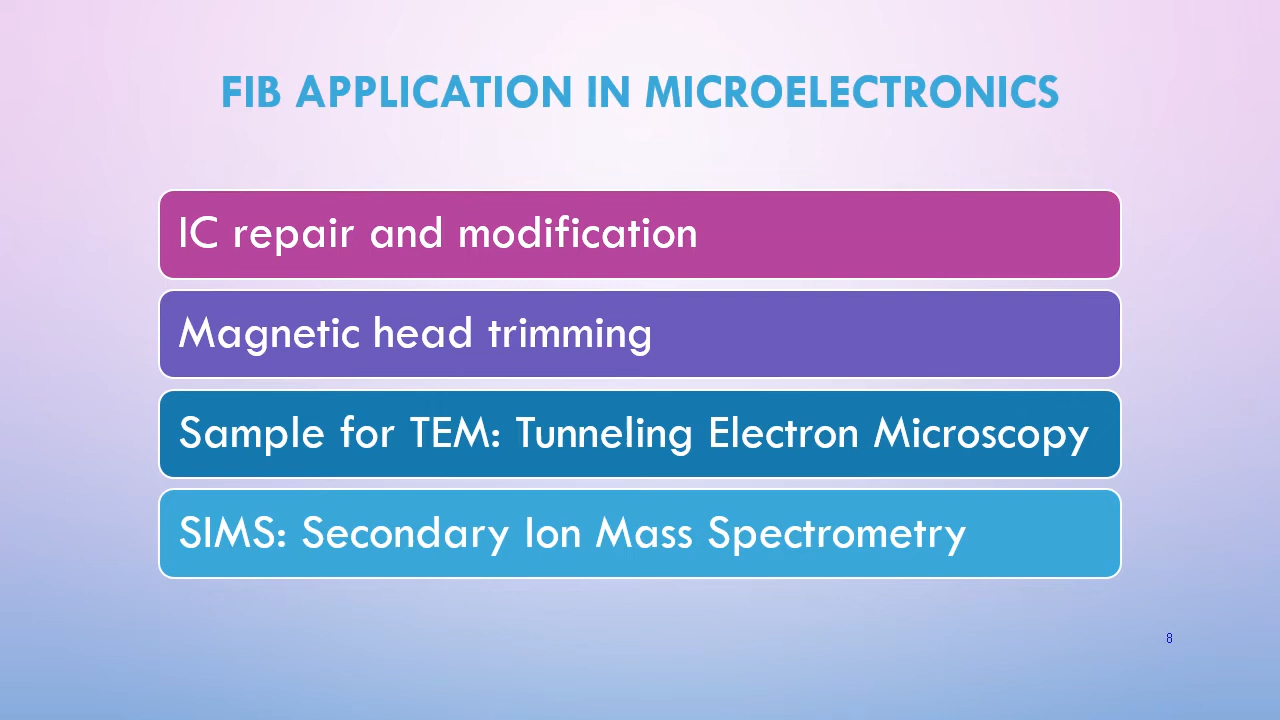 FIB APPLICATION IN MICROELECTRONICS
IC repair and modification
Magnetic head trimming
Sample for TEM: Tunneling Electron Microscopy
SIMS: Secondary Ion Mass Spectrometry
8